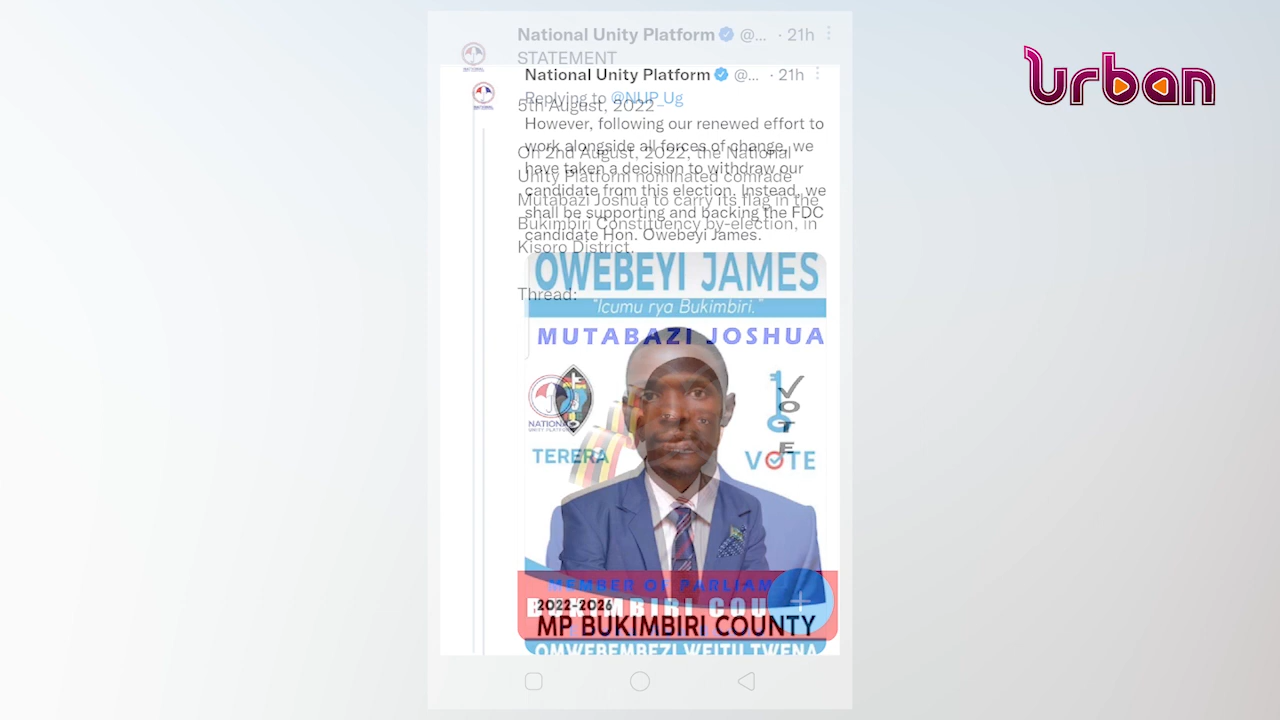 National Unity Platform @... · 21h
STATEMENT
5th August, 2022
On 2nd August, 2022, the National
Unity Platform nominated comrade
Mutabazi Joshua to carry its flag in the
Bukimbiri Constituency by-election, in
Kisoro District.
Thread:
National Unity Platform @... · 21h
Replying to @NUP_Ug
However, following our renewed effort to
work alongside all forces of change, we
have taken a decision to withdraw our
candidate from this election. Instead, we
shall be supporting and backing the FDC
candidate Hon. Owebeyi James.
OWEBEYI JAMES
"Icumu rya Bukimbiri."
MUTABAZI JOSHUA
NATIONAL
UNITY PLATFORM
TERERA
VOTE
VOTE
MEMBER OF PARLIAM
2022-2026
BUKIMBIRI COU
MP BUKIMBIRI COUNTY
OMWEBEMBEZI WEITU TWENA
Urban